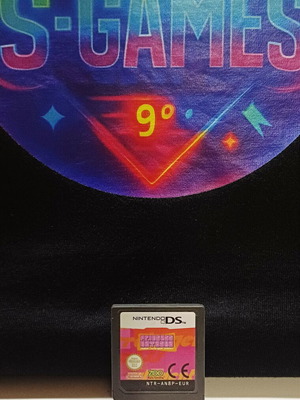 S-GAMES
9º
NINTENDO DS
CE
NTR-ANBP-EUR